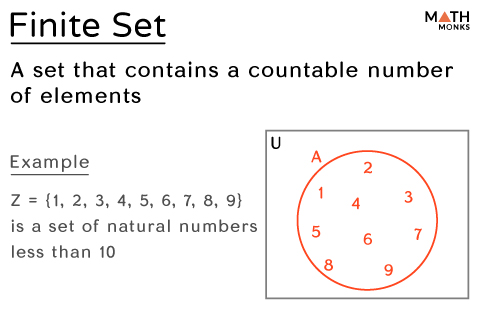 Finite Set
MATH
MONKS
A set that contains a countable number
of elements
Example
Z = {1, 2, 3, 4, 5, 6, 7, 8, 9}
is a set of natural numbers
less than 10
U
A
2
1
4
3
5
6
7
8
9